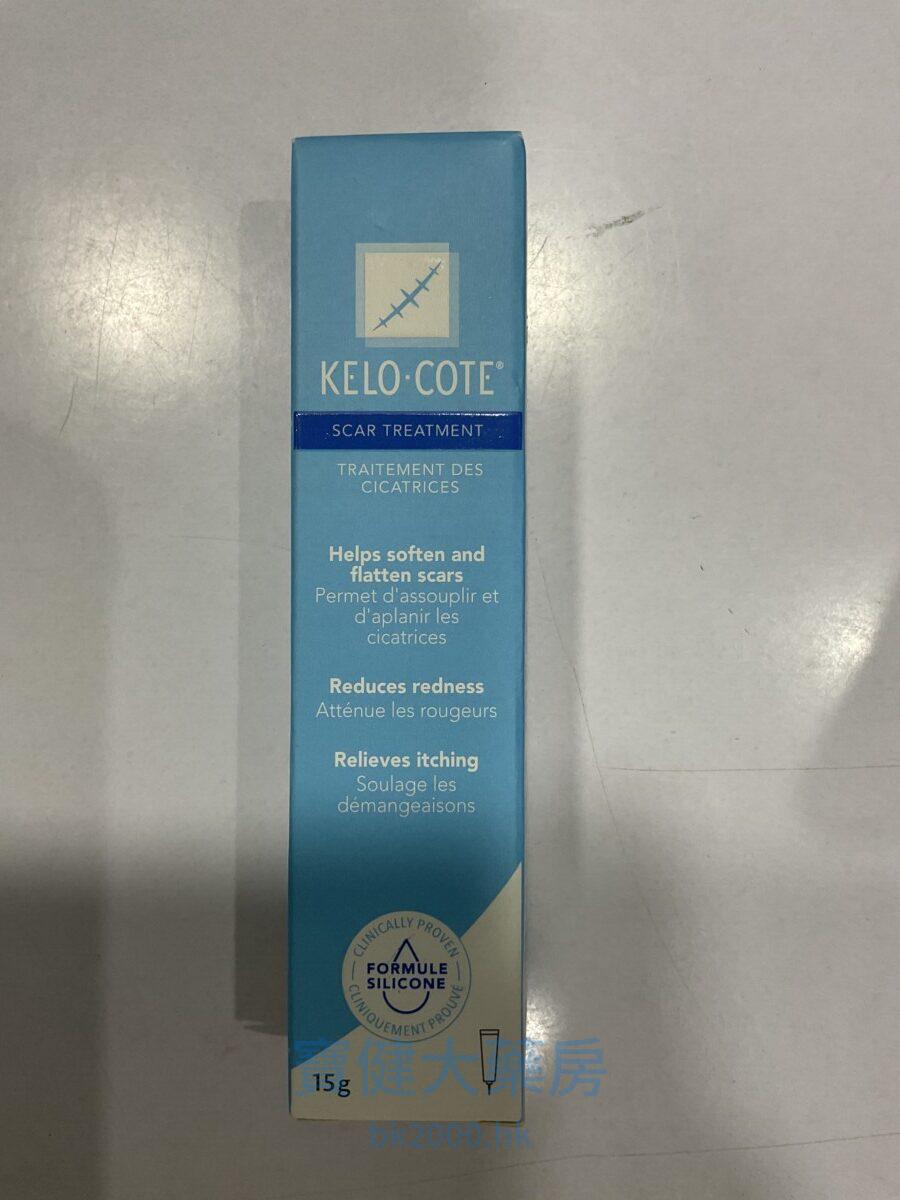 KELO·COTE®
SCAR TREATMENT
TRAITEMENT DES
CICATRICES
Helps soften and
flatten scars
Permet d'assouplir et
d'aplanir les
cicatrices
Reduces redness
Atténue les rougeurs
Relieves itching
Soulage les
démangeaisons
CLINICALLY PROVEN
FORMULE
SILICONE
CLINIQUEMENT PROUVÉ
寶健大藥房
15g
bk2000.hk